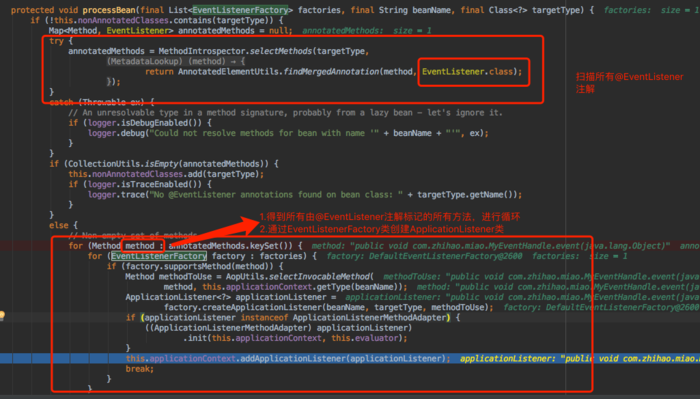 protected void processBean(final List<EventListenerFactory> factories, final String beanName, final Class<?> targetType) {  factories:  size = 1
if (!this.nonAnnotatedClasses.contains(targetType)) {
Map<Method, EventListener> annotatedMethods = null;  annotatedMethods:  size = 1
try {
annotatedMethods = MethodIntrospector.selectMethods(targetType,
(MetadataLookup) (method) → {
return AnnotatedElementUtils.findMergedAnnotation(method, EventListener.class);
});
扫描所有@EventListener
注解
}
catch (Throwable ex) {
// An unresolvable type in a method signature, probably from a lazy bean - let's ignore it.
if (logger.isDebugEnabled()) {
logger.debug("Could not resolve methods for bean with name '" + beanName + "'", ex);
}
}
if (CollectionUtils.isEmpty(annotatedMethods)) {
this.nonAnnotatedClasses.add(targetType);
if (logger.isTraceEnabled()) {
logger.trace("No @EventListener annotations found on bean class: " + targetType.getName());
}
}
else {
1.得到所有由@EventListener注解标记的所有方法，进行循环
2.通过EventListenerFactory类创建ApplicationListener类
// Non-empty set of methods
for (Method method : annotatedMethods.keySet()) {  method: "public void com.zhihao.miao.MyEventHandle.event(java.lang.Object)"  anno
for (EventListenerFactory factory : factories) {  factory: DefaultEventListenerFactory@2600  factories:  size = 1
if (factory.supportsMethod(method)) {
Method methodToUse = AopUtils.selectInvocableMethod(  methodToUse: "public void com.zhihao.miao.MyEventHandle.event(java
method, this.applicationContext.getType(beanName));  method: "public void com.zhihao.miao.MyEventHandle.event(
ApplicationListener<?> applicationListener =  applicationListener: "public void com.zhihao.miao.MyEventHandle.event(java
factory.createApplicationListener(beanName, targetType, methodToUse);  factory: DefaultEventListenerFactory@2600
if (applicationListener instanceof ApplicationListenerMethodAdapter) {
((ApplicationListenerMethodAdapter) applicationListener)
.init(this.applicationContext, this.evaluator);
}
this.applicationContext.addApplicationListener(applicationListener);  applicationListener: "public void com.zhihao.miao.M
break;
}
}